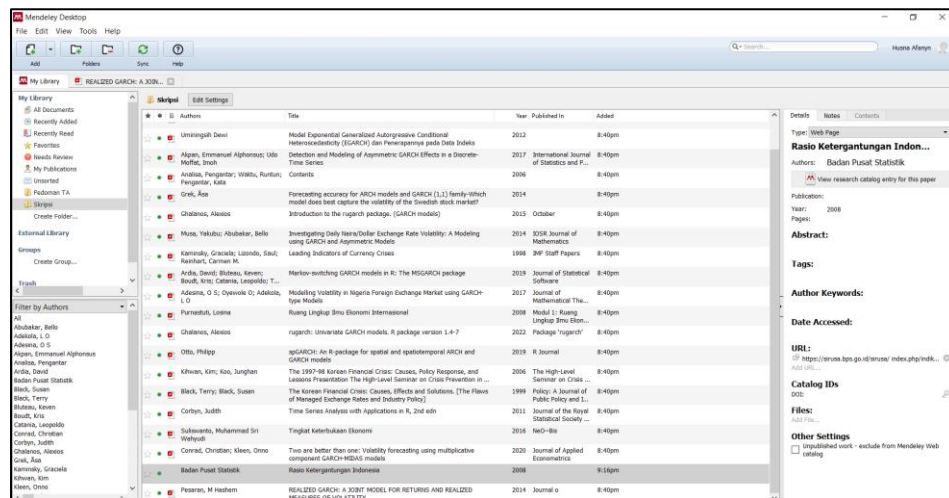 Mendeley Desktop
File Edit View Tools Help
Add Folders Sync Help
Search...
Husna Afanyn
My Library REALIZED GARCH: A JOIN...
My Library
All Documents
Recently Added
Recently Read
Favorites
Needs Review
My Publications
Unsorted
Pedoman TA
Skripsi
Create Folder...
External Library
Groups
Create Group...
Trash
Filter by Authors
All
Abubakar, Bello
Adekola, L O
Adesina, O S
Akpan, Emmanuel Alphonsus
Analisa, Pengantar
Ardia, David
Badan Pusat Statistik
Black, Susan
Black, Terry
Bluteau, Keven
Boudt, Kris
Catania, Leopoldo
Conrad, Christian
Corbyn, Judith
Ghalanos, Alexios
Grek, Åsa
Kaminsky, Graciela
Kihwan, Kim
Kleen, Onno
Skripsi Edit Settings
Authors Title Year Published In Added
Uminingsih Dewi Model Exponential Generalized Autorgressive Conditional 2012 8:40pm
Heteroscedasticity (EGARCH) dan Penerapannya pada Data Indeks
Akpan, Emmanuel Alphonsus; Udo Detection and Modeling of Asymmetric GARCH Effects in a Discrete- 2017 International Journal 8:40pm
Moffat, Imoh Time Series of Statistics and P...
Analisa, Pengantar; Waktu, Runtun; Contents 2006 8:40pm
Pengantar, Kata
Grek, Åsa Forecasting accuracy for ARCH models and GARCH (1,1) family-Which 2014 8:40pm
model does best capture the volatility of the Swedish stock market?
Ghalanos, Alexios Introduction to the rugarch package. (GARCH models) 2015 October 8:40pm
Musa, Yakubu; Abubakar, Bello Investigating Daily Naira/Dollar Exchange Rate Volatility: A Modeling 2014 IOSR Journal of 8:40pm
using GARCH and Asymmetric Models Mathematics
Kaminsky, Graciela; Lizondo, Saul; Leading Indicators of Currency Crises 1998 IMF Staff Papers 8:40pm
Reinhart, Carmen M.
Ardia, David; Bluteau, Keven; Markov-switching GARCH models in R: The MSGARCH package 2019 Journal of Statistical 8:40pm
Boudt, Kris; Catania, Leopoldo; T... Software
Adesina, O S; Oyewole O; Adekola, Modelling Volatility in Nigeria Foreign Exchange Market using GARCH- 2017 Journal of 8:40pm
L O type Models Mathematical The...
Purnastuti, Losina Ruang Lingkup Ilmu Ekonomi Internasional 2008 Modul 1: Ruang 8:40pm
Lingkup Ilmu Ekon...
Ghalanos, Alexios rugarch: Univariate GARCH models. R package version 1.4-7 2022 Package 'rugarch' 8:40pm
Otto, Philipp spGARCH: An R-package for spatial and spatiotemporal ARCH and 2019 R Journal 8:40pm
GARCH models
Kihwan, Kim; Koo, Junghan The 1997-98 Korean Financial Crisis: Causes, Policy Response, and 2006 The High-Level 8:40pm
Lessons Presentation The High-Level Seminar on Crisis Prevention in ... Seminar on Crisis ...
Black, Terry; Black, Susan The Korean Financial Crisis: Causes, Effects and Solutions. [The Flaws 1999 Policy: A Journal of 8:40pm
of Managed Exchange Rates and Industry Policy] Public Policy and I...
Corbyn, Judith Time Series Analysis with Applications in R, 2nd edn 2011 Journal of the Royal 8:40pm
Statistical Society ...
Suliswanto, Muhammad Sri Tingkat Keterbukaan Ekonomi 2016 NeO~Bis 8:40pm
Wahyudi
Conrad, Christian; Kleen, Onno Two are better than one: Volatility forecasting using multiplicative 2020 Journal of Applied 8:40pm
component GARCH-MIDAS models Econometrics
Badan Pusat Statistik Rasio Ketergantungan Indonesia 2008 9:16pm
Pesaran, M Hashem REALIZED GARCH: A JOINT MODEL FOR RETURNS AND REALIZED 2014 Journal o 8:40pm
MEASURES OF VOLATILITY
Details Notes Contents
Type: Web Page
Rasio Ketergantungan Indon...
Authors: Badan Pusat Statistik
View research catalog entry for this paper
Publication:
Year: 2008
Pages:
Abstract:
Tags:
Author Keywords:
Date Accessed:
URL:
https://sirusa.bps.go.id/sirusa/ index.php/indik...
Add URL...
Catalog IDs
DOI:
Files:
Add File...
Other Settings
Unpublished work - exclude from Mendeley Web
catalog